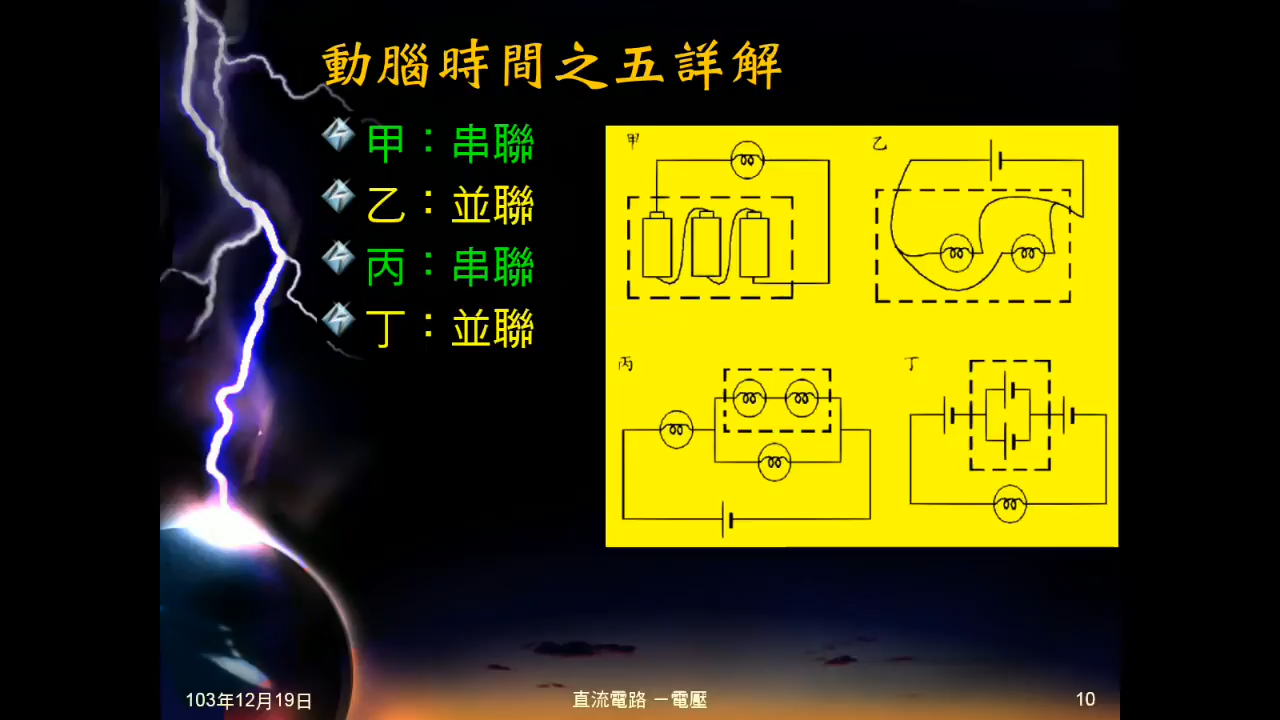 動腦時間之五詳解
甲：串聯
乙：並聯
丙：串聯
丁：並聯
甲
乙
丙
丁
103年12月19日
直流電路 －電壓
10